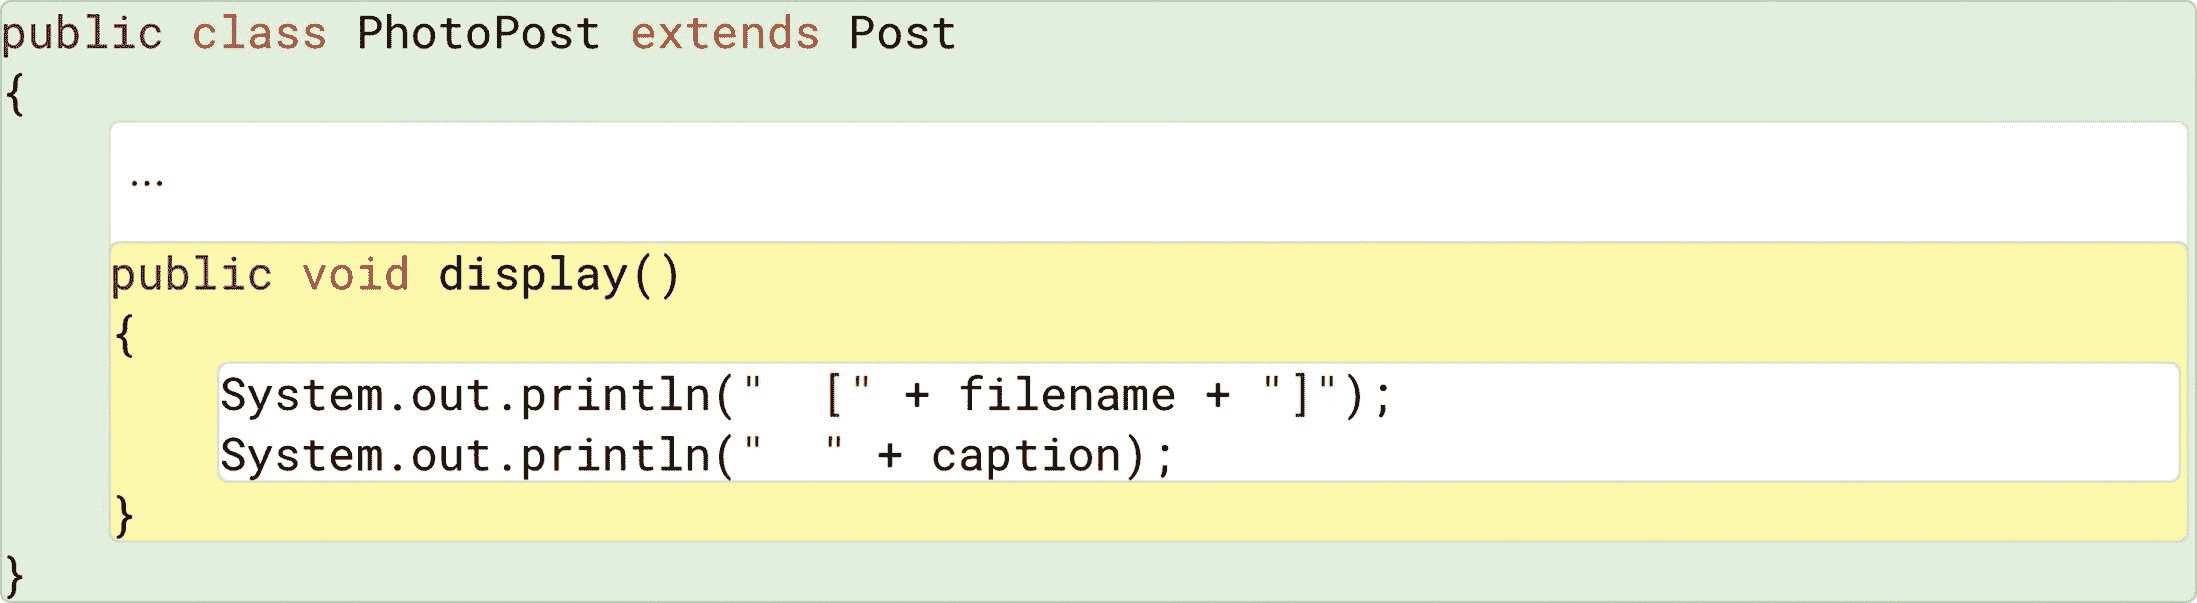 public class PhotoPost extends Post
{
...
public void display()
{
System.out.println("  [" + filename + "]");
System.out.println("  " + caption);
}
}